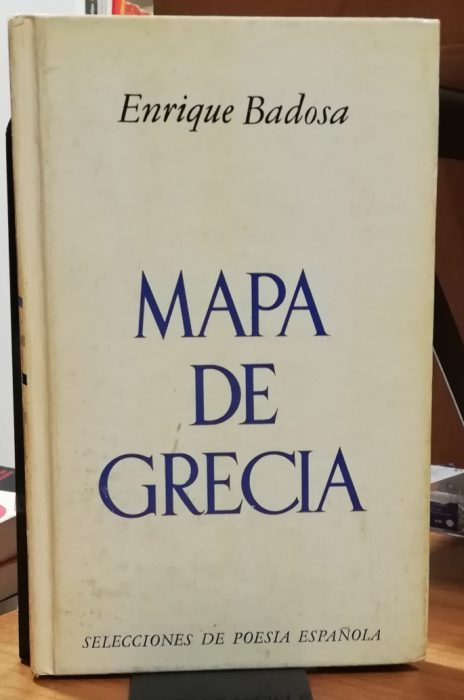 Enrique Badosa
MAPA
DE
GRECIA
SELECCIONES DE POESIA ESPAÑOLA